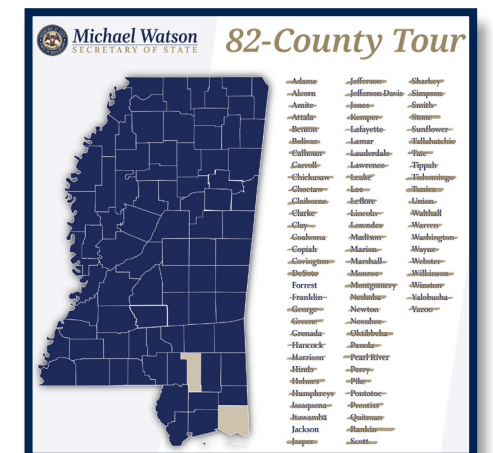 Michael Watson
SECRETARY OF STATE
82-County Tour
Adams
Alcorn
Amite
Attala
Benton
Bolivar
Calhoun
Carroll
Chickasaw
Choctaw
Claiborne
Clarke
Clay
Coahoma
Copiah
Covington
DeSoto
Forrest
Franklin
George
Greene
Grenada
Hancock
Harrison
Hinds
Holmes
Humphreys
Issaquena
Itawamba
Jackson
Jasper
Jefferson
Jefferson Davis
Jones
Kemper
Lafayette
Lamar
Lauderdale
Lawrence
Leake
Lee
Leflore
Lincoln
Lowndes
Madison
Marion
Marshall
Monroe
Montgomery
Neshoba
Newton
Noxubee
Oktibbeha
Panola
Pearl River
Perry
Pike
Pontotoc
Prentiss
Quitman
Rankin
Scott
Sharkey
Simpson
Smith
Stone
Sunflower
Tallahatchie
Tate
Tippah
Tishomingo
Tunica
Union
Walthall
Warren
Washington
Wayne
Webster
Wilkinson
Winston
Yalobusha
Yazoo